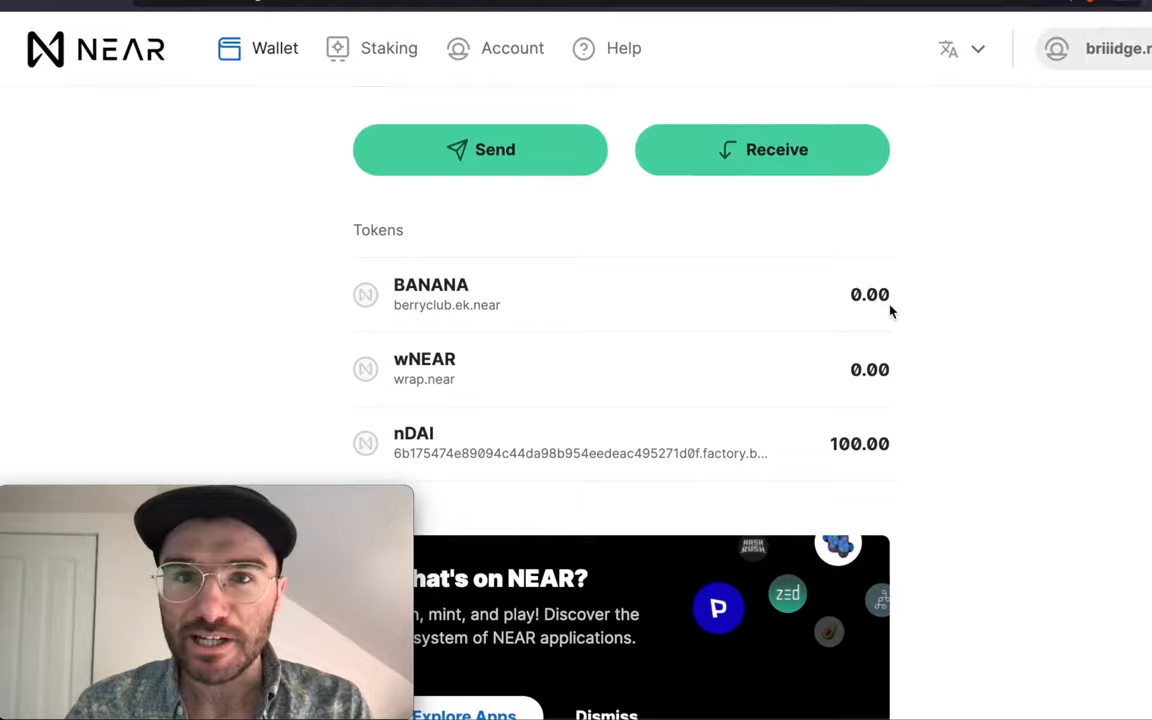 NEAR Wallet Staking Account Help
Send Receive
Tokens
BANANA
berryclub.ek.near
0.00
wNEAR
wrap.near
0.00
nDAI
6b175474e89094c44da98b954eedeac495271d0f.factory.b...
100.00
hat's on NEAR?
n, mint, and play! Discover the
system of NEAR applications.
Explore Apps Dismiss
HASH
RUSH
zed
P